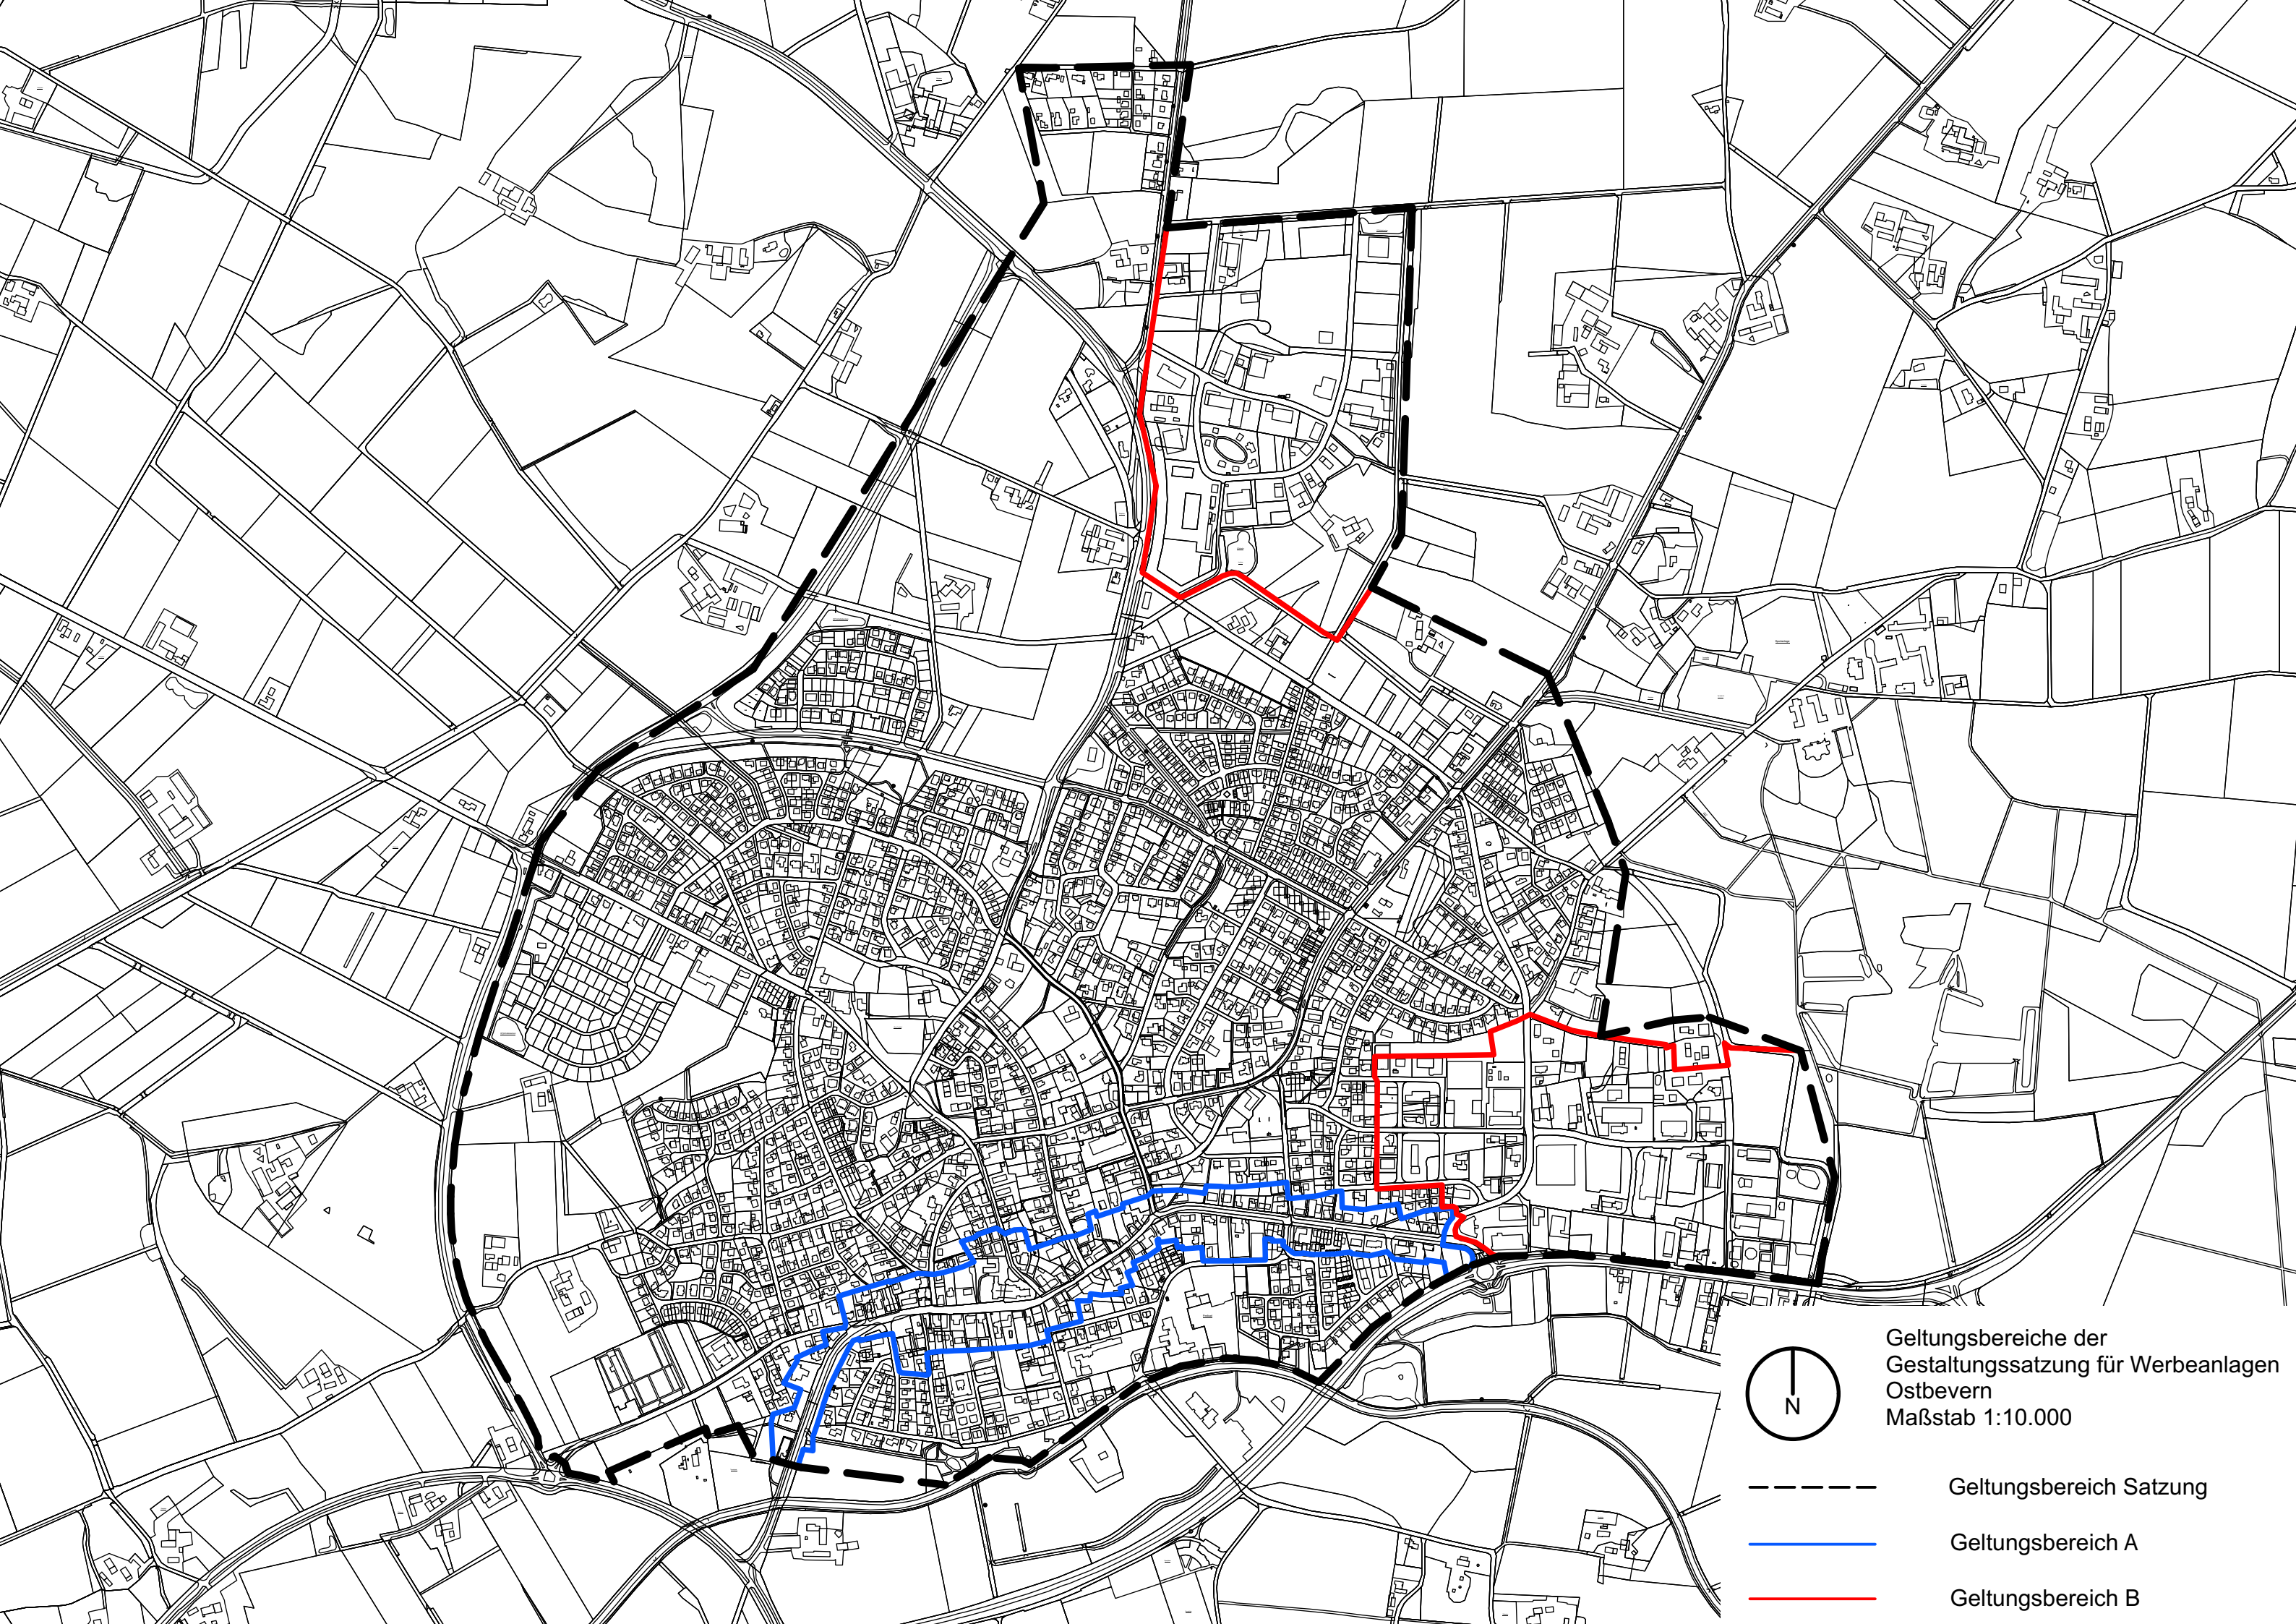 Geltungsbereiche der
Gestaltungssatzung für Werbeanlagen
Ostbevern
Maßstab 1:10.000
N
Geltungsbereich Satzung
Geltungsbereich A
Geltungsbereich B